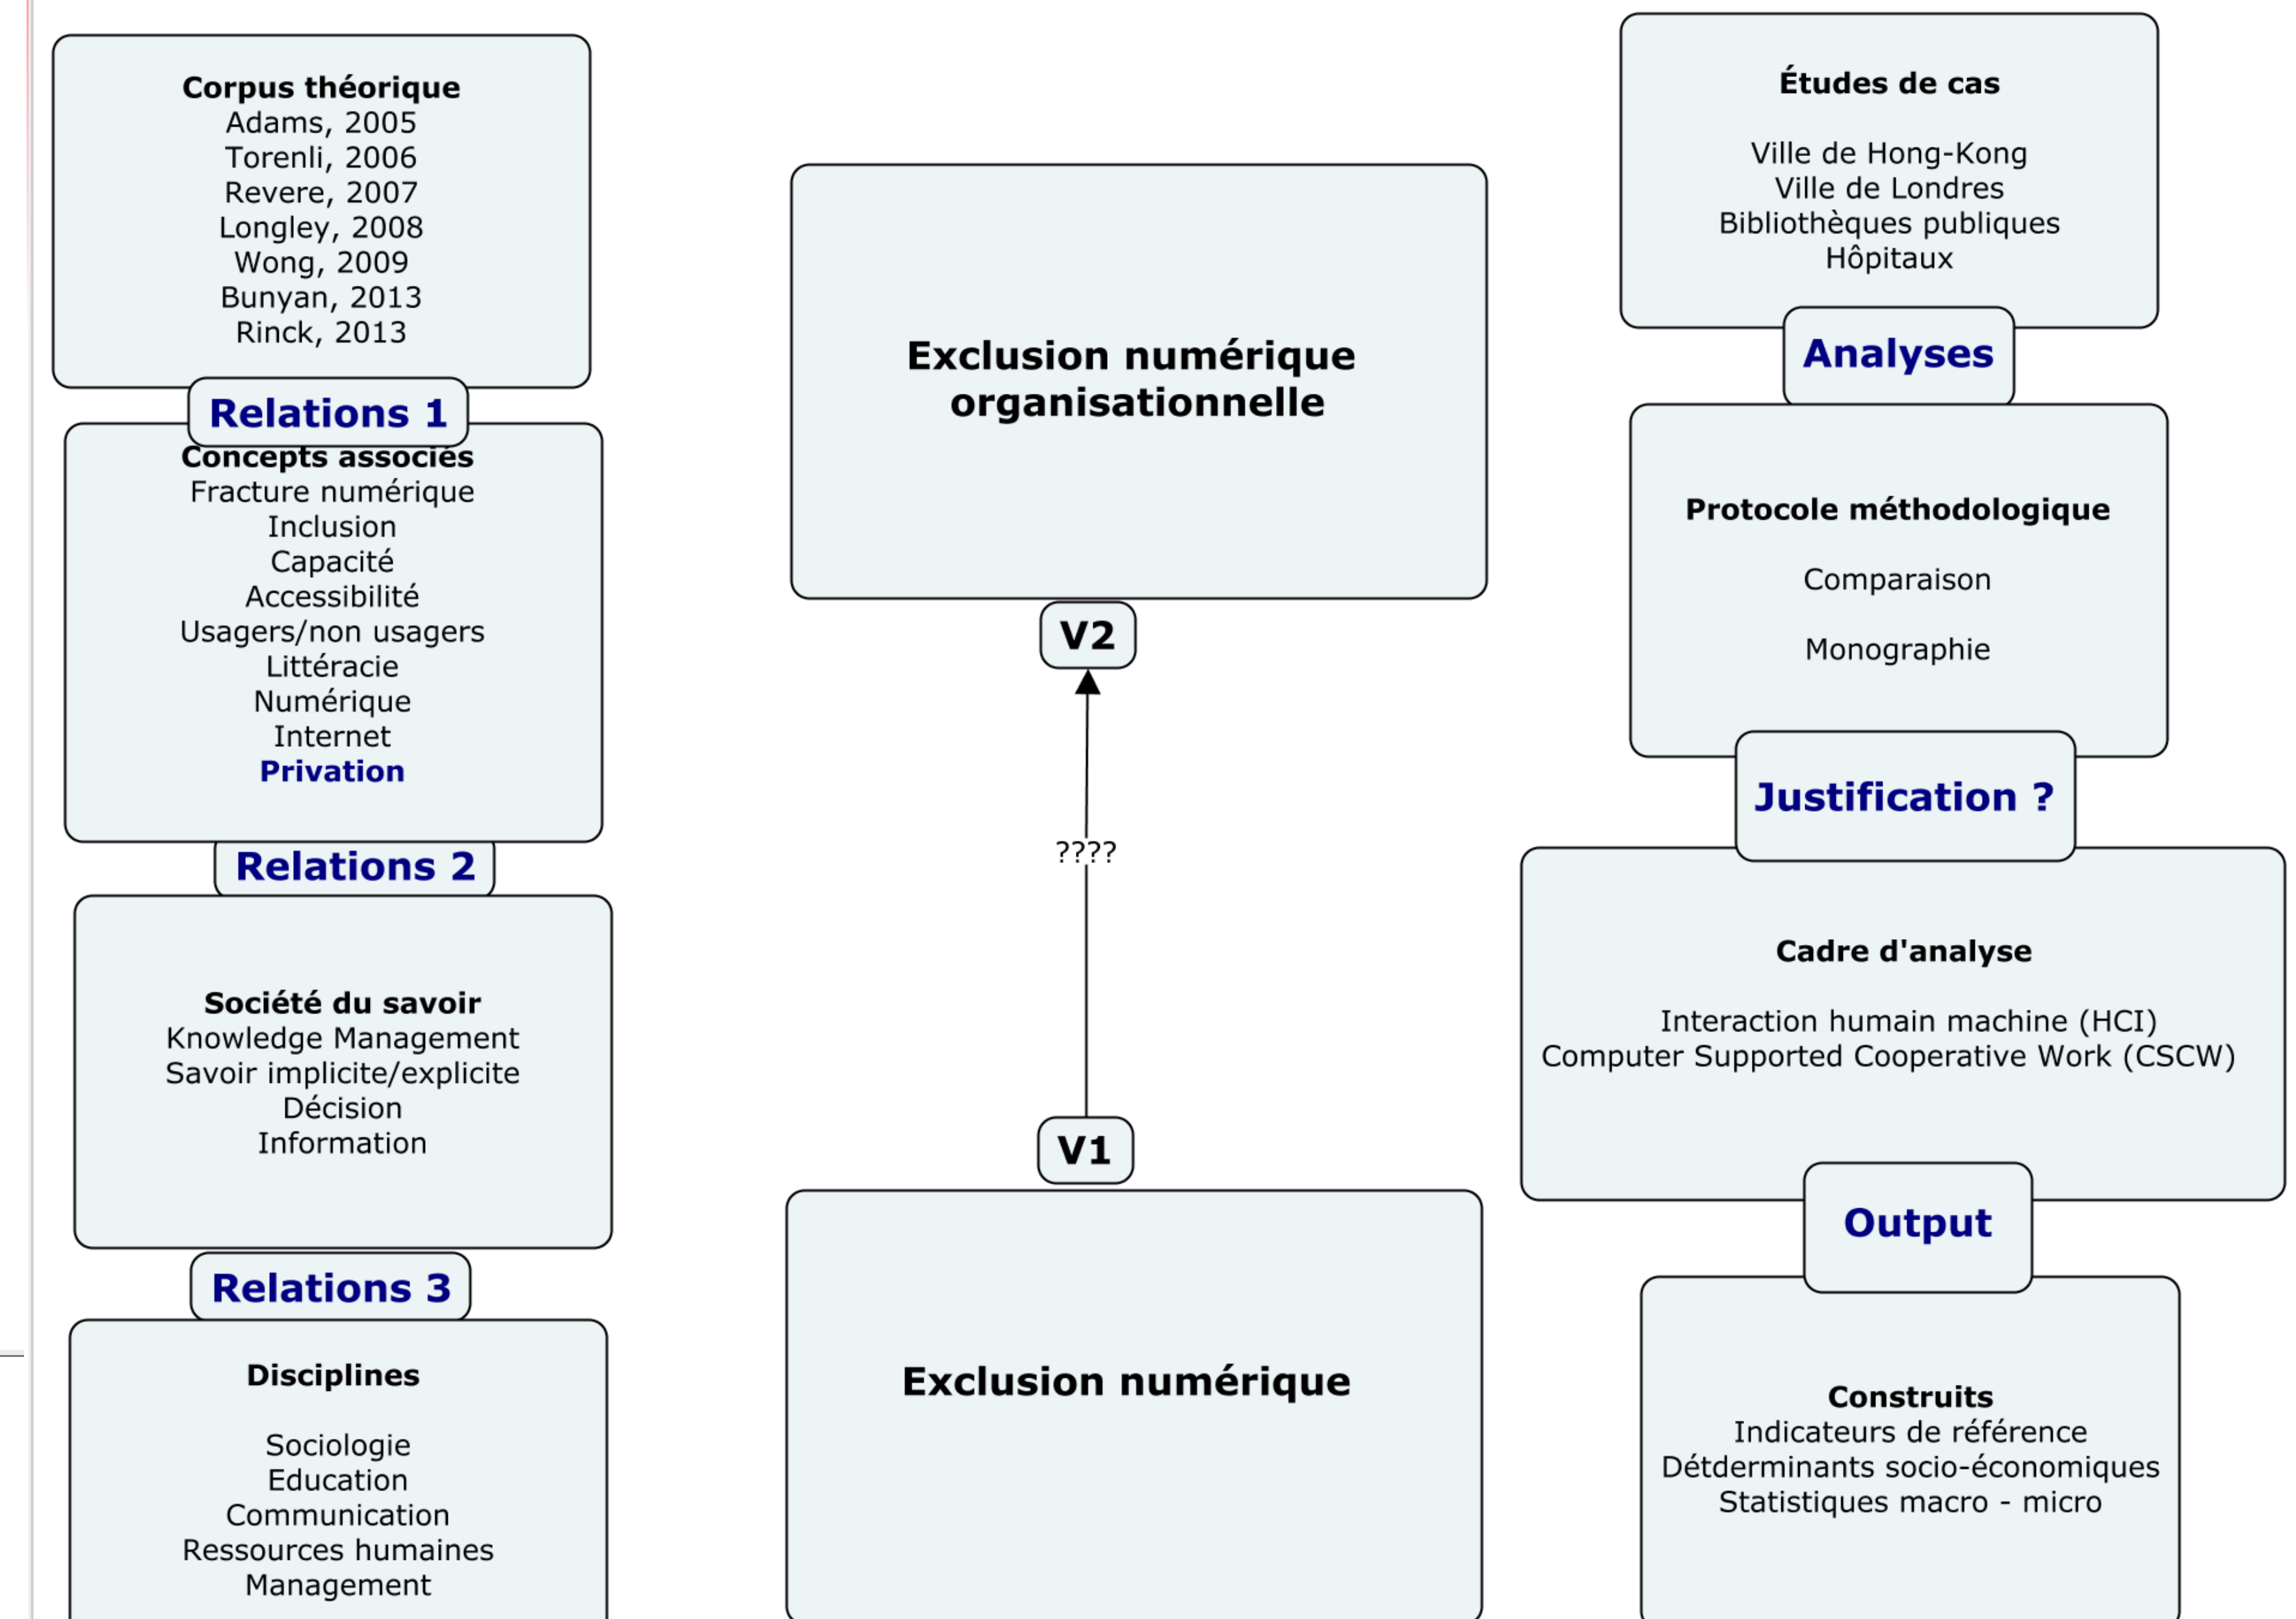 Corpus théorique
Adams, 2005
Torenli, 2006
Revere, 2007
Longley, 2008
Wong, 2009
Bunyan, 2013
Rinck, 2013
Relations 1
Concepts associés
Fracture numérique
Inclusion
Capacité
Accessibilité
Usagers/non usagers
Littéracie
Numérique
Internet
Privation
Relations 2
Société du savoir
Knowledge Management
Savoir implicite/explicite
Décision
Information
Relations 3
Disciplines
Sociologie
Education
Communication
Ressources humaines
Management
Exclusion numérique
organisationnelle
V2
????
V1
Exclusion numérique
Études de cas
Ville de Hong-Kong
Ville de Londres
Bibliothèques publiques
Hôpitaux
Analyses
Protocole méthodologique
Comparaison
Monographie
Justification ?
Cadre d'analyse
Interaction humain machine (HCI)
Computer Supported Cooperative Work (CSCW)
Output
Construits
Indicateurs de référence
Détderminants socio-économiques
Statistiques macro - micro